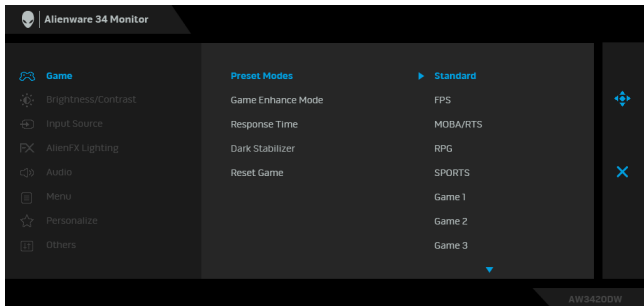 Alienware 34 Monitor
Game
Brightness/Contrast
Input Source
AlienFX Lighting
Audio
Menu
Personalize
Others
Preset Modes
Game Enhance Mode
Response Time
Dark Stabilizer
Reset Game
Standard
FPS
MOBA/RTS
RPG
SPORTS
Game 1
Game 2
Game 3
AW3420DW